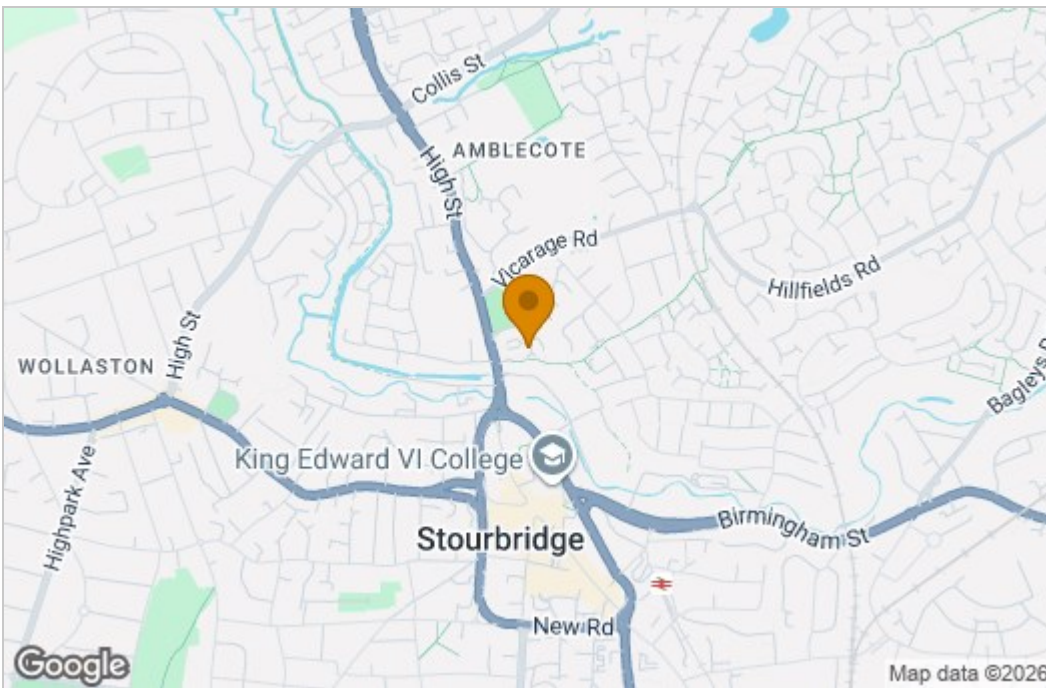 Collis St
AMBLECOTE
High St
Vicarage Rd
Hillfields Rd
High St
WOLLASTON
Bagleys
King Edward VI College
Highpark Ave
Birmingham St
Stourbridge
New Rd
Google
Map data ©2026